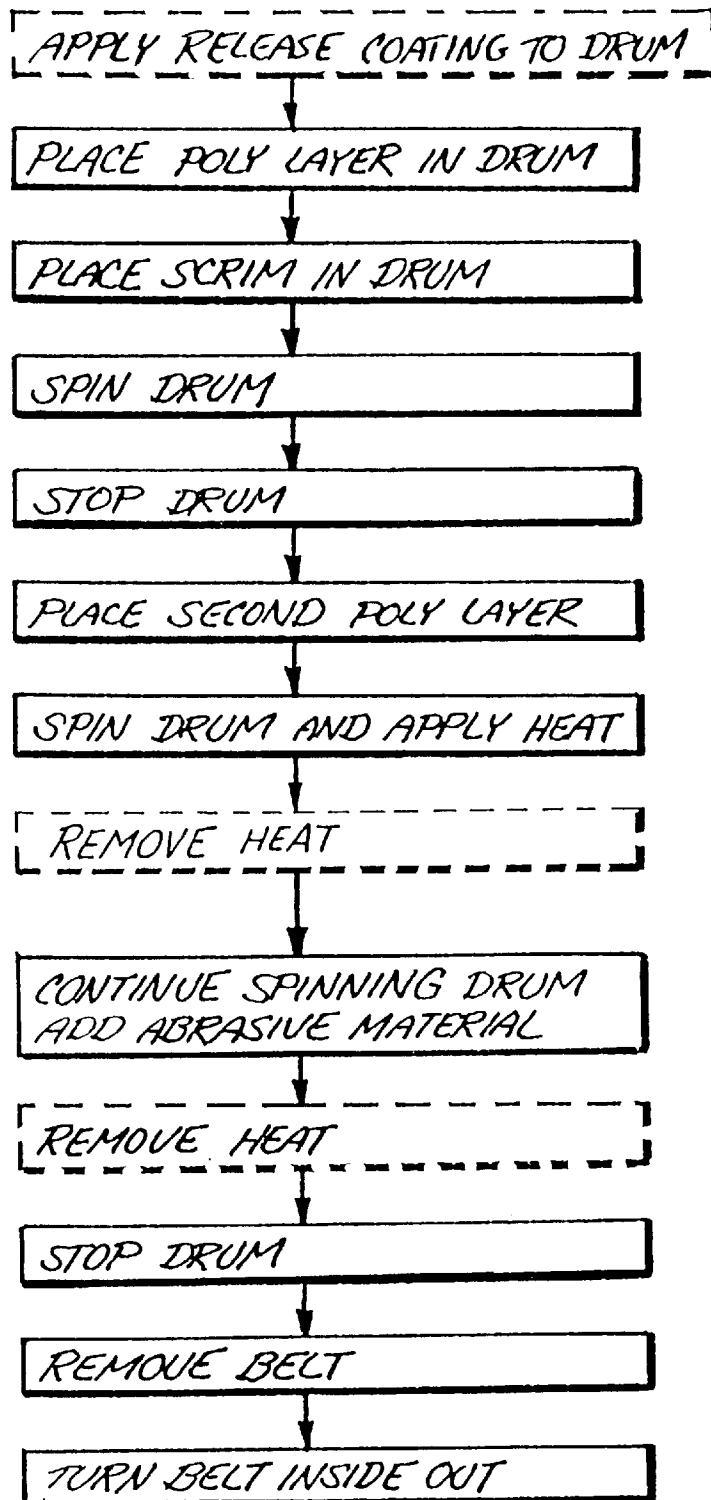 APPLY RELEASE COATING TO DRUM
PLACE POLY LAYER IN DRUM
PLACE SCRIM IN DRUM
SPIN DRUM
STOP DRUM
PLACE SECOND POLY LAYER
SPIN DRUM AND APPLY HEAT
REMOVE HEAT
CONTINUE SPINNING DRUM
ADD ABRASIVE MATERIAL
REMOVE HEAT
STOP DRUM
REMOVE BELT
TURN BELT INSIDE OUT